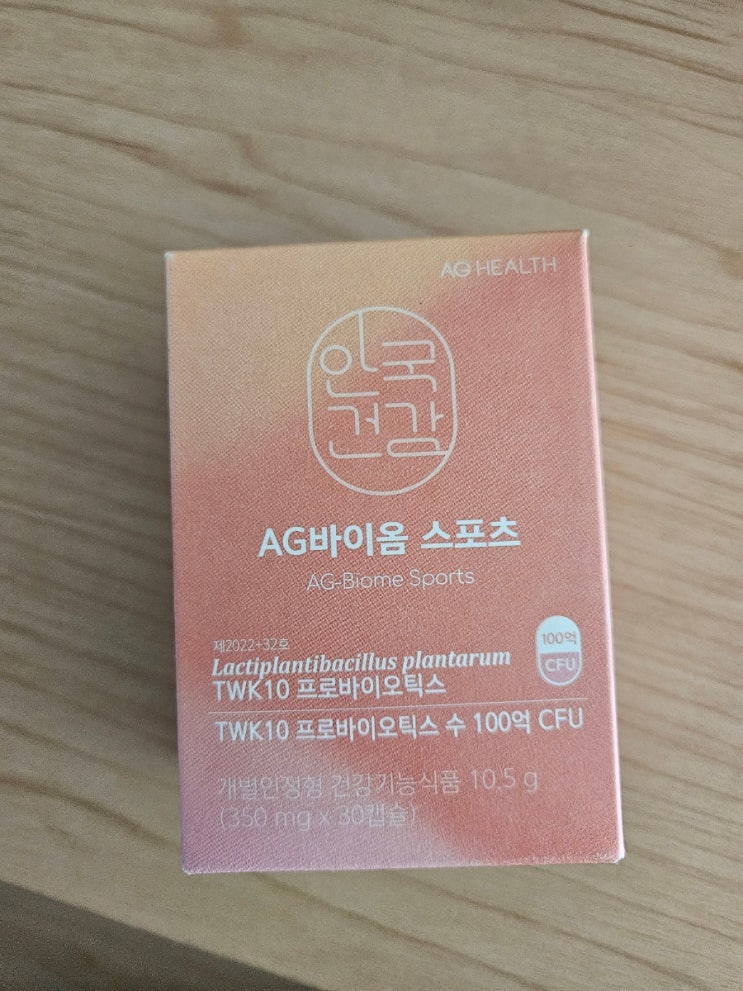 AG HEALTH
안국
건강
AG바이옴 스포츠
AG-Biome Sports
제2022-32호
Lactiplantibacillus plantarum
TWK10 프로바이오틱스
100억
CFU
TWK10 프로바이오틱스 수 100억 CFU
개별인정형 건강기능식품 10.5 g
(350 mg x 30캡슐)